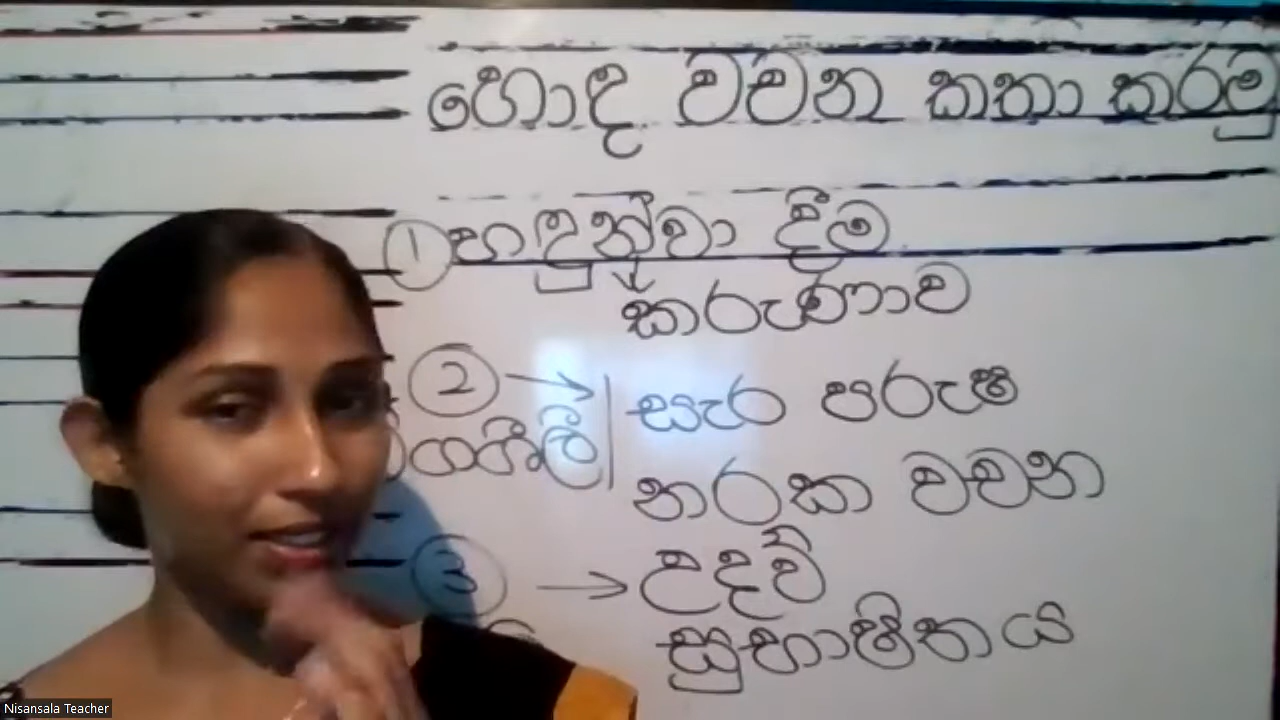 හොඳ වචන කතා කරමු
1 හඳුන්වා දීම
කරුණාව
2 → සැර පරුෂ
නරක වචන
3 → උදව්
සුභාෂිතය
Nisansala Teacher